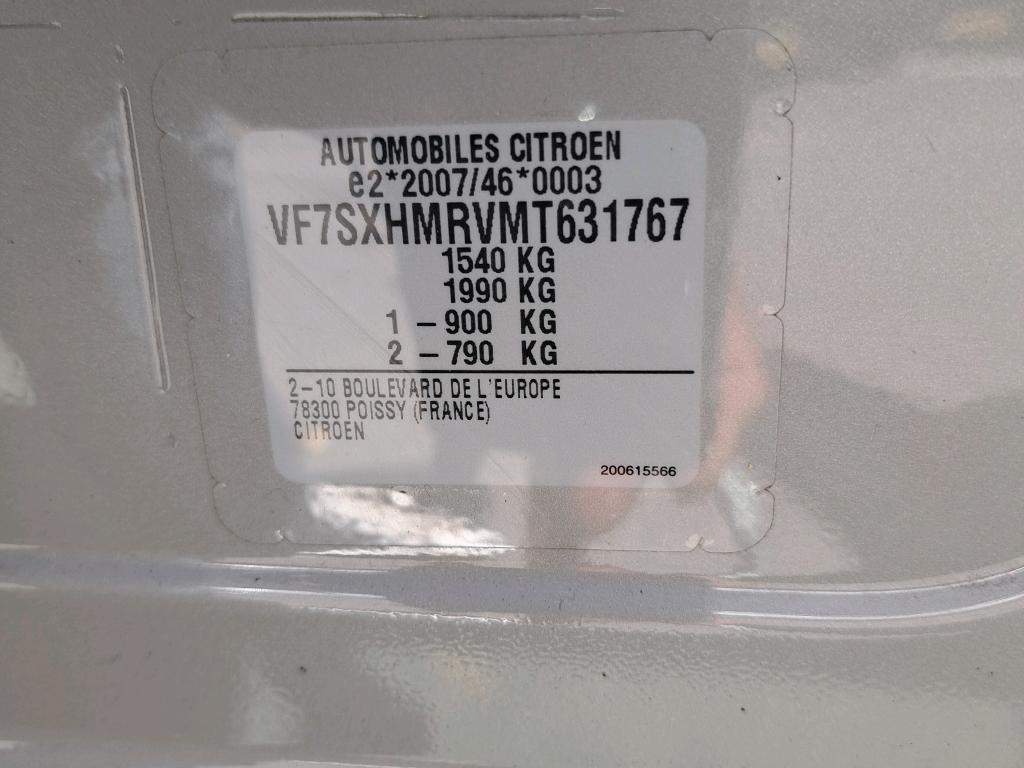 AUTOMOBILES CITROEN
e2*2007/46*0003
VF7SXHMRVMT631767
1540 KG
1990 KG
1 – 900 KG
2 – 790 KG
2–10 BOULEVARD DE L'EUROPE
78300 POISSY (FRANCE)
CITROEN
200615566